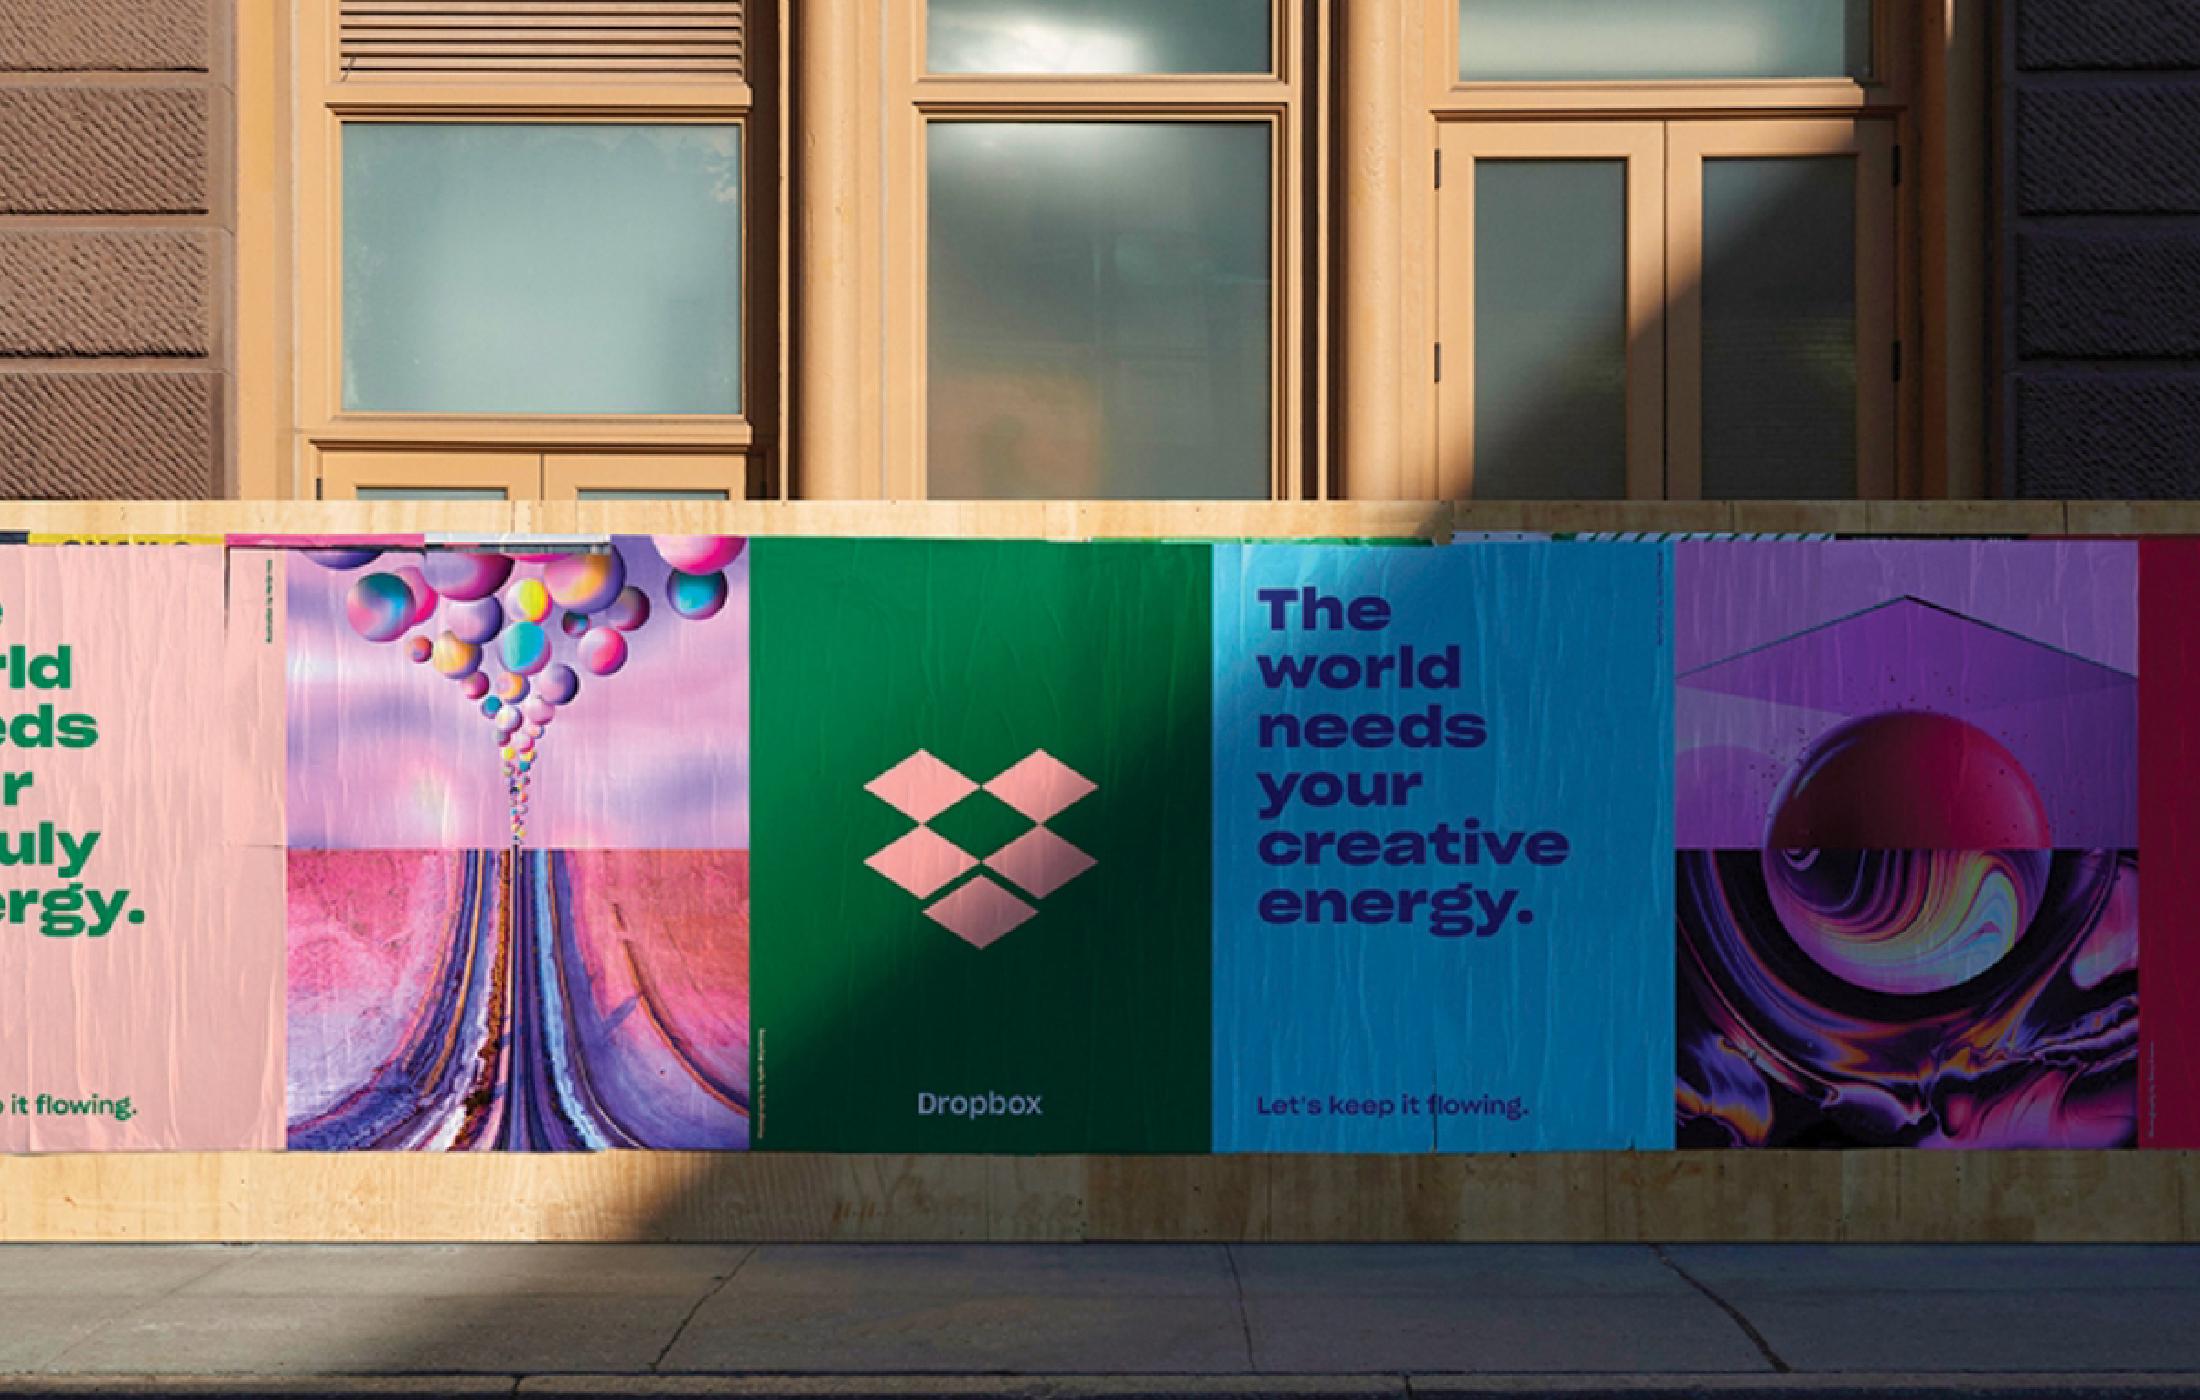 rld
eds
r
uly
ergy.
it flowing.
Dropbox
The
world
needs
your
creative
energy.
Let's keep it flowing.